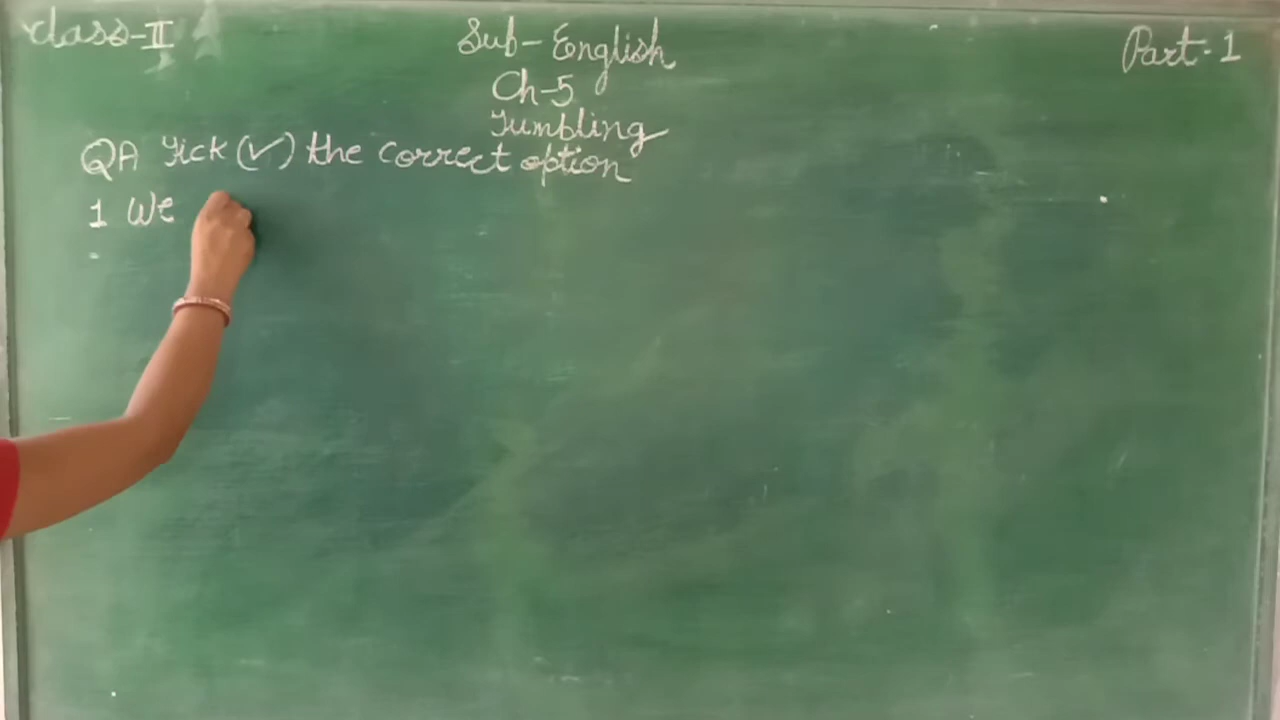 Class-II
Sub-English
Part-1
Ch-5
Tumbling
QA Tick (✓) the correct option
1 We